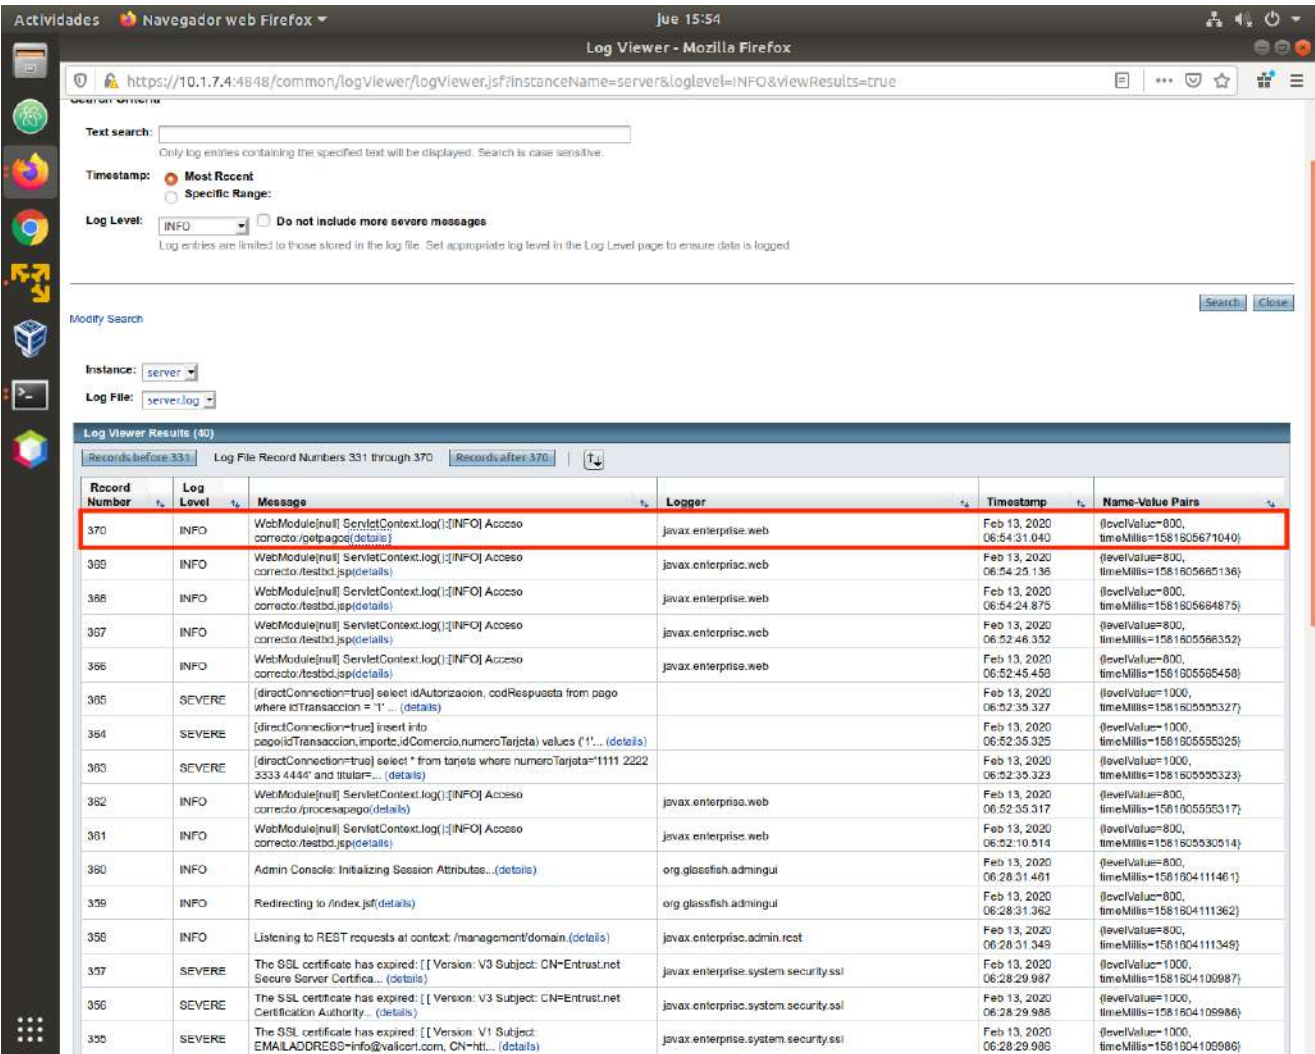 Actividades Navegador web Firefox jue 15:54
Log Viewer - Mozilla Firefox
https://10.1.7.4:4848/common/logViewer/logViewer.jsf?instanceName=server&loglevel=INFO&viewResults=true
Search Criteria
Text search:
Only log entries containing the specified text will be displayed. Search is case sensitive.
Timestamp: Most Recent
Specific Range:
Log Level: INFO Do not include more severe messages
Log entries are limited to those stored in the log file. Set appropriate log level in the Log Level page to ensure data is logged
Search Close
Modify Search
Instance: server
Log File: server.log
Log Viewer Results (40)
Records before 331 Log File Record Numbers 331 through 370 Records after 370
Record Number Log Level Message Logger Timestamp Name-Value Pairs
370 INFO WebModule[null] ServletContext.log():[INFO] Acceso correcto:/getpagos(details) javax.enterprise.web Feb 13, 2020 06:54:31.040 {levelValue=800, timeMillis=1581605671040}
369 INFO WebModule[null] ServletContext.log():[INFO] Acceso correcto:/testbd.jsp(details) javax.enterprise.web Feb 13, 2020 06:54:25.136 {levelValue=800, timeMillis=1581605665136}
368 INFO WebModule[null] ServletContext.log():[INFO] Acceso correcto:/testbd.jsp(details) javax.enterprise.web Feb 13, 2020 06:54:24.875 {levelValue=800, timeMillis=1581605664875}
367 INFO WebModule[null] ServletContext.log():[INFO] Acceso correcto:/testbd.jsp(details) javax.enterprise.web Feb 13, 2020 06:52:46.352 {levelValue=800, timeMillis=1581605566352}
366 INFO WebModule[null] ServletContext.log():[INFO] Acceso correcto:/testbd.jsp(details) javax.enterprise.web Feb 13, 2020 06:52:45.458 {levelValue=800, timeMillis=1581605565458}
365 SEVERE [directConnection=true] select idAutorizacion, codRespuesta from pago where idTransaccion = '1' ... (details) Feb 13, 2020 06:52:35.327 {levelValue=1000, timeMillis=1581605555327}
364 SEVERE [directConnection=true] insert into pago(idTransaccion,importe,idComercio,numeroTarjeta) values ('1'... (details) Feb 13, 2020 06:52:35.325 {levelValue=1000, timeMillis=1581605555325}
363 SEVERE [directConnection=true] select * from tarjeta where numeroTarjeta='1111 2222 3333 4444' and titular=... (details) Feb 13, 2020 06:52:35.323 {levelValue=1000, timeMillis=1581605555323}
362 INFO WebModule[null] ServletContext.log():[INFO] Acceso correcto:/procesapago(details) javax.enterprise.web Feb 13, 2020 06:52:35.317 {levelValue=800, timeMillis=1581605555317}
361 INFO WebModule[null] ServletContext.log():[INFO] Acceso correcto:/testbd.jsp(details) javax.enterprise.web Feb 13, 2020 06:52:10.514 {levelValue=800, timeMillis=1581605530514}
360 INFO Admin Console: Initializing Session Attributes...(details) org.glassfish.admingui Feb 13, 2020 06:28:31.461 {levelValue=800, timeMillis=1581604111461}
359 INFO Redirecting to /index.jsf(details) org.glassfish.admingui Feb 13, 2020 06:28:31.362 {levelValue=800, timeMillis=1581604111362}
358 INFO Listening to REST requests at context: /management/domain.(details) javax.enterprise.admin.rest Feb 13, 2020 06:28:31.349 {levelValue=800, timeMillis=1581604111349}
357 SEVERE The SSL certificate has expired: [ [ Version: V3 Subject: CN=Entrust.net Secure Server Certifica... (details) javax.enterprise.system.security.ssl Feb 13, 2020 06:28:29.987 {levelValue=1000, timeMillis=1581604109987}
356 SEVERE The SSL certificate has expired: [ [ Version: V3 Subject: CN=Entrust.net Certification Authority... (details) javax.enterprise.system.security.ssl Feb 13, 2020 06:28:29.986 {levelValue=1000, timeMillis=1581604109986}
355 SEVERE The SSL certificate has expired: [ [ Version: V1 Subject: EMAILADDRESS=info@valicert.com, CN=htt... (details) javax.enterprise.system.security.ssl Feb 13, 2020 06:28:29.986 {levelValue=1000, timeMillis=1581604109986}